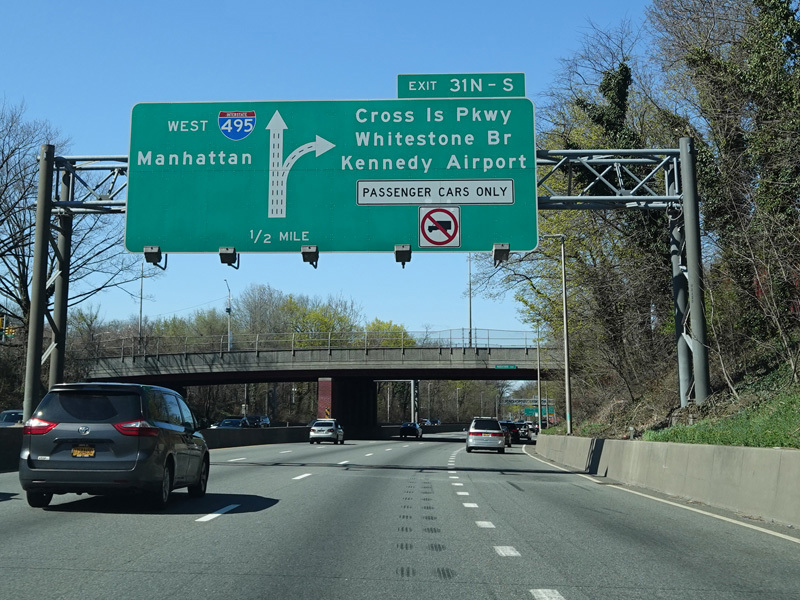 EXIT 31N-S
WEST INTERSTATE 495
Manhattan
1/2 MILE
Cross Is Pkwy
Whitestone Br
Kennedy Airport
PASSENGER CARS ONLY